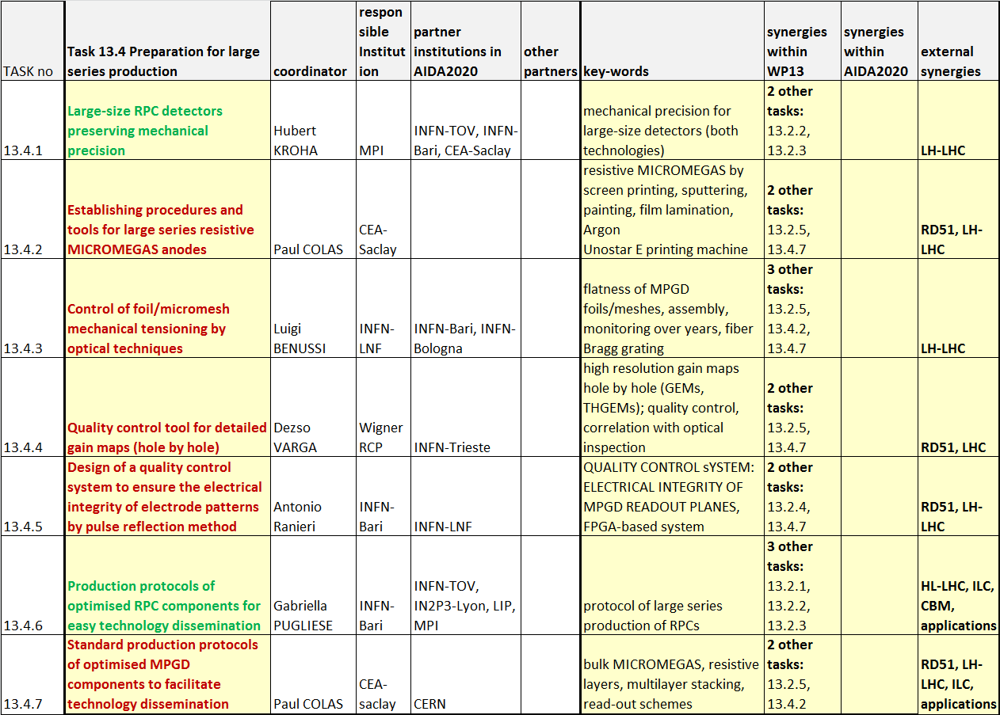 TASK no
Task 13.4 Preparation for large
series production
coordinator
respon
sible
Institut
ion
partner
institutions in
AIDA2020
other
partners
key-words
synergies
within
WP13
synergies
within
AIDA2020
external
synergies
13.4.1
Large-size RPC detectors
preserving mechanical
precision
Hubert
KROHA
MPI
INFN-TOV, INFN-
Bari, CEA-Saclay
mechanical precision for
large-size detectors (both
technologies)
2 other
tasks:
13.2.2,
13.2.3
LH-LHC
13.4.2
Establishing procedures and
tools for large series resistive
MICROMEGAS anodes
Paul COLAS
CEA-
Saclay
resistive MICROMEGAS by
screen printing, sputtering,
painting, film lamination,
Argon
Unostar E printing machine
2 other
tasks:
13.2.5,
13.4.7
RD51, LH-
LHC
13.4.3
Control of foil/micromesh
mechanical tensioning by
optical techniques
Luigi
BENUSSI
INFN-
LNF
INFN-Bari, INFN-
Bologna
flatness of MPGD
foils/meshes, assembly,
monitoring over years, fiber
Bragg grating
3 other
tasks:
13.2.5,
13.4.2,
13.4.7
LH-LHC
13.4.4
Quality control tool for detailed
gain maps (hole by hole)
Dezso
VARGA
Wigner
RCP
INFN-Trieste
high resolution gain maps
hole by hole (GEMs,
THGEMs); quality control,
correlation with optical
inspection
2 other
tasks:
13.2.5,
13.4.7
RD51, LHC
13.4.5
Design of a quality control
system to ensure the electrical
integrity of electrode patterns
by pulse reflection method
Antonio
Ranieri
INFN-
Bari
INFN-LNF
QUALITY CONTROL sYSTEM:
ELECTRICAL INTEGRITY OF
MPGD READOUT PLANES,
FPGA-based system
2 other
tasks:
13.2.4,
13.4.7
RD51, LH-
LHC
13.4.6
Production protocols of
optimised RPC components for
easy technology dissemination
Gabriella
PUGLIESE
INFN-
Bari
INFN-TOV,
IN2P3-Lyon, LIP,
MPI
protocol of large series
production of RPCs
3 other
tasks:
13.2.1,
13.2.2,
13.2.3
HL-LHC, ILC,
CBM,
applications
13.4.7
Standard production protocols
of optimised MPGD
components to facilitate
technology dissemination
Paul COLAS
CEA-
saclay
CERN
bulk MICROMEGAS, resistive
layers, multilayer stacking,
read-out schemes
2 other
tasks:
13.2.5,
13.4.2
RD51, LH-
LHC, ILC,
applications